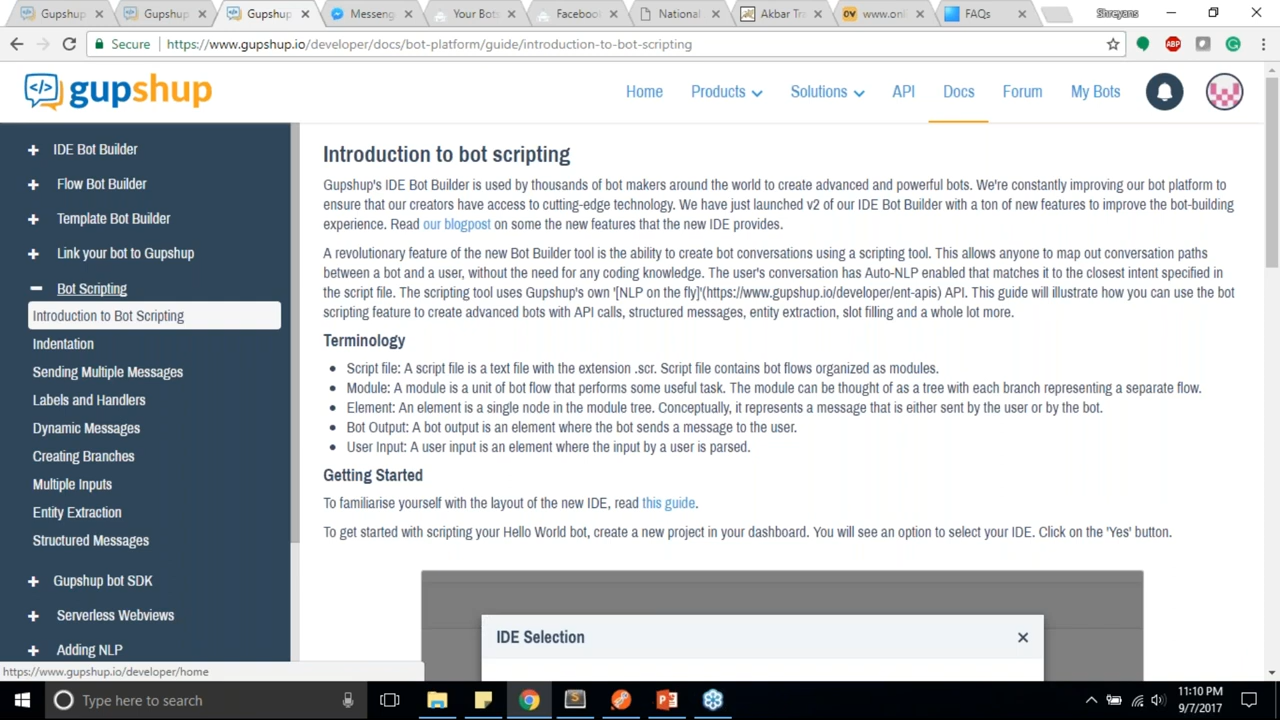 Gupshup
Gupshup
Gupshup
Messeng
Your Bot
Facebook
National
Akbar Tra
www.onl
FAQs
Shreyans
Secure
https://www.gupshup.io/developer/docs/bot-platform/guide/introduction-to-bot-scripting
ABP
gupshup
Home
Products
Solutions
API
Docs
Forum
My Bots
IDE Bot Builder
Flow Bot Builder
Template Bot Builder
Link your bot to Gupshup
Bot Scripting
Introduction to Bot Scripting
Indentation
Sending Multiple Messages
Labels and Handlers
Dynamic Messages
Creating Branches
Multiple Inputs
Entity Extraction
Structured Messages
Gupshup bot SDK
Serverless Webviews
Adding NLP
Introduction to bot scripting
Gupshup's IDE Bot Builder is used by thousands of bot makers around the world to create advanced and powerful bots. We're constantly improving our bot platform to
ensure that our creators have access to cutting-edge technology. We have just launched v2 of our IDE Bot Builder with a ton of new features to improve the bot-building
experience. Read our blogpost on some the new features that the new IDE provides.
A revolutionary feature of the new Bot Builder tool is the ability to create bot conversations using a scripting tool. This allows anyone to map out conversation paths
between a bot and a user, without the need for any coding knowledge. The user's conversation has Auto-NLP enabled that matches it to the closest intent specified in
the script file. The scripting tool uses Gupshup's own '[NLP on the fly]'(https://www.gupshup.io/developer/ent-apis) API. This guide will illustrate how you can use the bot
scripting feature to create advanced bots with API calls, structured messages, entity extraction, slot filling and a whole lot more.
Terminology
• Script file: A script file is a text file with the extension .scr. Script file contains bot flows organized as modules.
• Module: A module is a unit of bot flow that performs some useful task. The module can be thought of as a tree with each branch representing a separate flow.
• Element: An element is a single node in the module tree. Conceptually, it represents a message that is either sent by the user or by the bot.
• Bot Output: A bot output is an element where the bot sends a message to the user.
• User Input: A user input is an element where the input by a user is parsed.
Getting Started
To familiarise yourself with the layout of the new IDE, read this guide.
To get started with scripting your Hello World bot, create a new project in your dashboard. You will see an option to select your IDE. Click on the 'Yes' button.
IDE Selection
https://www.gupshup.io/developer/home
Type here to search
11:10 PM
9/7/2017